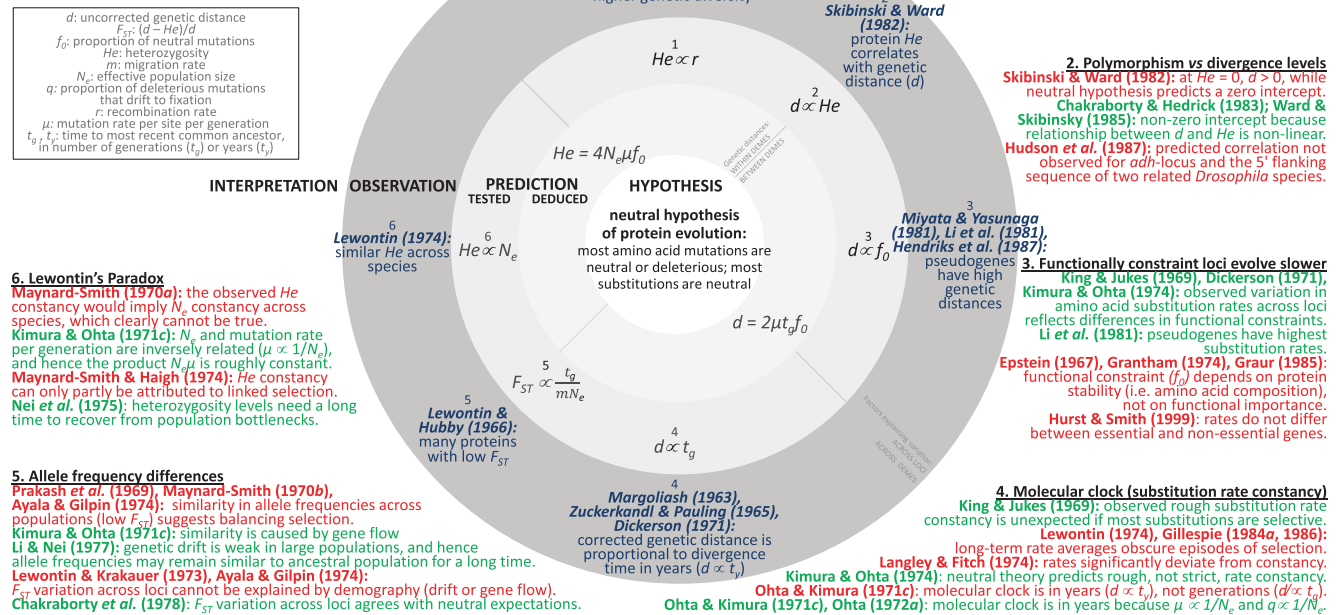 higher genetic diversity
d: uncorrected genetic distance
F_ST: (d – He)/d
f_0: proportion of neutral mutations
He: heterozygosity
m: migration rate
N_e: effective population size
q: proportion of deleterious mutations
that drift to fixation
r: recombination rate
μ: mutation rate per site per generation
t_g, t_y: time to most recent common ancestor,
in number of generations (t_g) or years (t_y)
2
Skibinski & Ward
(1982):
protein He
correlates
with genetic
distance (d)
1
He ∝ r
2
d ∝ He
Genetic distances:
WITHIN DEMES
BETWEEN DEMES
He = 4N_eμf_0
INTERPRETATION OBSERVATION PREDICTION HYPOTHESIS
TESTED DEDUCED
neutral hypothesis
of protein evolution:
most amino acid mutations are
neutral or deleterious; most
substitutions are neutral
6
Lewontin (1974):
similar He across
species
6
He ∝ N_e
3
d ∝ f_0
3
Miyata & Yasunaga
(1981), Li et al. (1981),
Hendriks et al. (1987):
pseudogenes
have high
genetic
distances
d = 2μt_gf_0
5
F_ST ∝ t_g/mN_e
5
Lewontin &
Hubby (1966):
many proteins
with low F_ST
4
d ∝ t_g
Factors explaining variation:
ACROSS LOCI
ACROSS DEMES
4
Margoliash (1963),
Zuckerkandl & Pauling (1965),
Dickerson (1971):
corrected genetic distance is
proportional to divergence
time in years (d ∝ t_y)
2. Polymorphism vs divergence levels
Skibinski & Ward (1982): at He = 0, d > 0, while
neutral hypothesis predicts a zero intercept.
Chakraborty & Hedrick (1983); Ward &
Skibinsky (1985): non-zero intercept because
relationship between d and He is non-linear.
Hudson et al. (1987): predicted correlation not
observed for adh-locus and the 5' flanking
sequence of two related Drosophila species.
3. Functionally constraint loci evolve slower
King & Jukes (1969), Dickerson (1971),
Kimura & Ohta (1974): observed variation in
amino acid substitution rates across loci
reflects differences in functional constraints.
Li et al. (1981): pseudogenes have highest
substitution rates.
Epstein (1967), Grantham (1974), Graur (1985):
functional constraint (f_0) depends on protein
stability (i.e. amino acid composition),
not on functional importance.
Hurst & Smith (1999): rates do not differ
between essential and non-essential genes.
4. Molecular clock (substitution rate constancy)
King & Jukes (1969): observed rough substitution rate
constancy is unexpected if most substitutions are selective.
Lewontin (1974), Gillespie (1984a, 1986):
long-term rate averages obscure episodes of selection.
Langley & Fitch (1974): rates significantly deviate from constancy.
Kimura & Ohta (1974): neutral theory predicts rough, not strict, rate constancy.
Ohta & Kimura (1971c): molecular clock is in years (d ∝ t_y), not generations (d ∝̸ t_g).
Ohta & Kimura (1971c), Ohta (1972a): molecular clock is in years because μ ∝ 1/N_e and q ∝ 1/N_e.
6. Lewontin's Paradox
Maynard-Smith (1970a): the observed He
constancy would imply N_e constancy across
species, which clearly cannot be true.
Kimura & Ohta (1971c): N_e and mutation rate
per generation are inversely related (μ ∝ 1/N_e),
and hence the product N_eμ is roughly constant.
Maynard-Smith & Haigh (1974): He constancy
can only partly be attributed to linked selection.
Nei et al. (1975): heterozygosity levels need a long
time to recover from population bottlenecks.
5. Allele frequency differences
Prakash et al. (1969), Maynard-Smith (1970b),
Ayala & Gilpin (1974): similarity in allele frequencies across
populations (low F_ST) suggests balancing selection.
Kimura & Ohta (1971c): similarity is caused by gene flow
Li & Nei (1977): genetic drift is weak in large populations, and hence
allele frequencies may remain similar to ancestral population for a long time.
Lewontin & Krakauer (1973), Ayala & Gilpin (1974):
F_ST variation across loci cannot be explained by demography (drift or gene flow).
Chakraborty et al. (1978): F_ST variation across loci agrees with neutral expectations.